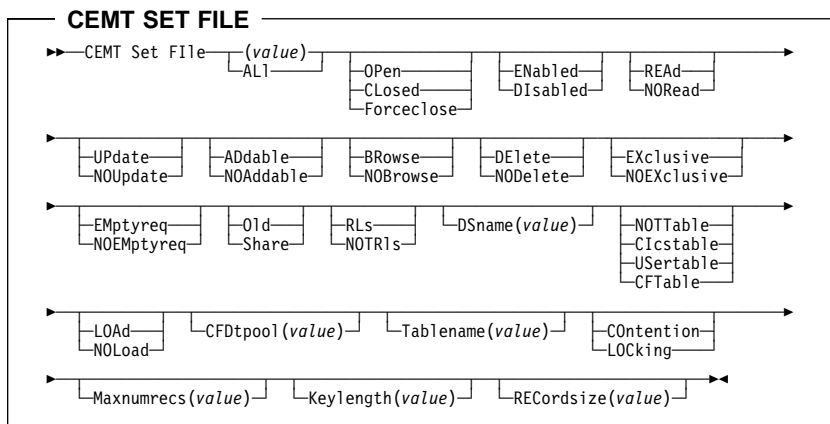 CEMT SET FILE
CEMT Set FIle (value)
ALl
OPen
CLosed
Forceclose
ENabled
DIsabled
REAd
NORead
UPdate
NOUpdate
ADdable
NOAddable
BRowse
NOBrowse
DElete
NODelete
EXclusive
NOEXclusive
EMptyreq
NOEMptyreq
Old
Share
RLs
NOTRls
DSname(value)
NOTTable
CIcstable
USertable
CFTable
LOAd
NOLoad
CFDtpool(value)
Tablename(value)
COntention
LOCking
Maxnumrecs(value)
Keylength(value)
RECordsize(value)